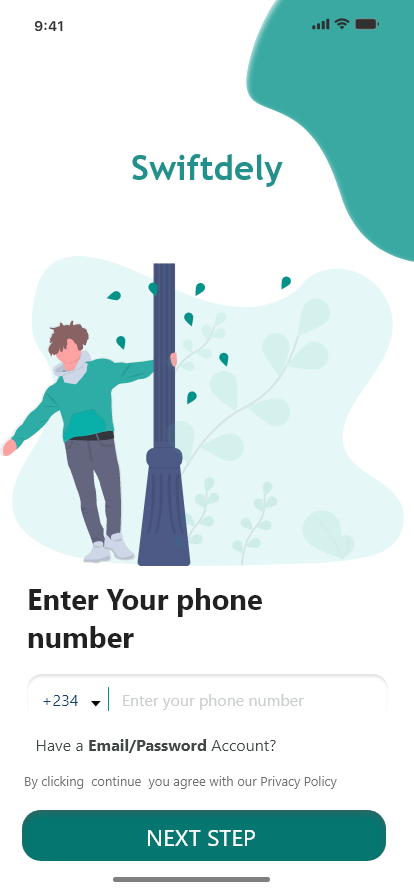 9:41
Swiftdely
Enter Your phone
number
+234 Enter your phone number
Have a Email/Password Account?
By clicking continue you agree with our Privacy Policy
NEXT STEP